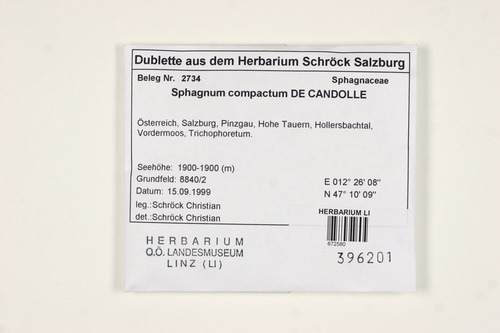 Dublette aus dem Herbarium Schröck Salzburg
Beleg Nr. 2734 Sphagnaceae
Sphagnum compactum DE CANDOLLE
Österreich, Salzburg, Pinzgau, Hohe Tauern, Hollersbachtal,
Vordermoos, Trichophoretum.
Seehöhe: 1900-1900 (m)
Grundfeld: 8840/2 E 012° 26' 08"
Datum: 15.09.1999 N 47° 10' 09"
leg.:Schröck Christian
det.:Schröck Christian
HERBARIUM LI
672580
HERBARIUM
O.Ö. LANDESMUSEUM
LINZ (LI)
396201